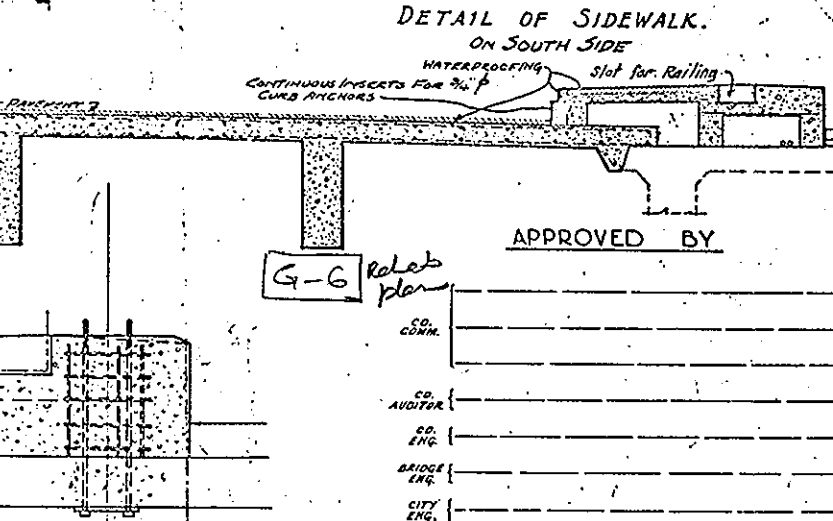 DETAIL OF SIDEWALK.
ON SOUTH SIDE
WATERPROOFING
Slot for Railing
CONTINUOUS INSERTS FOR 3/4" φ
CURB ANCHORS
PAVEMENT
G-6 Rehab
plan
APPROVED BY
CO.
COMM.
CO.
AUDITOR
CO.
ENG.
BRIDGE
ENG.
CITY
ENG.